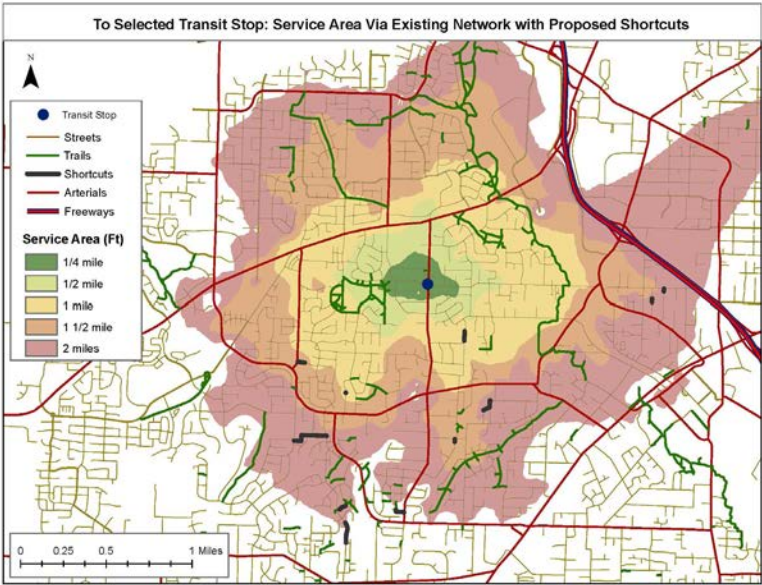 To Selected Transit Stop: Service Area Via Existing Network with Proposed Shortcuts
N
Transit Stop
Streets
Trails
Shortcuts
Arterials
Freeways
Service Area (Ft)
1/4 mile
1/2 mile
1 mile
1 1/2 mile
2 miles
0 0.25 0.5 1 Miles